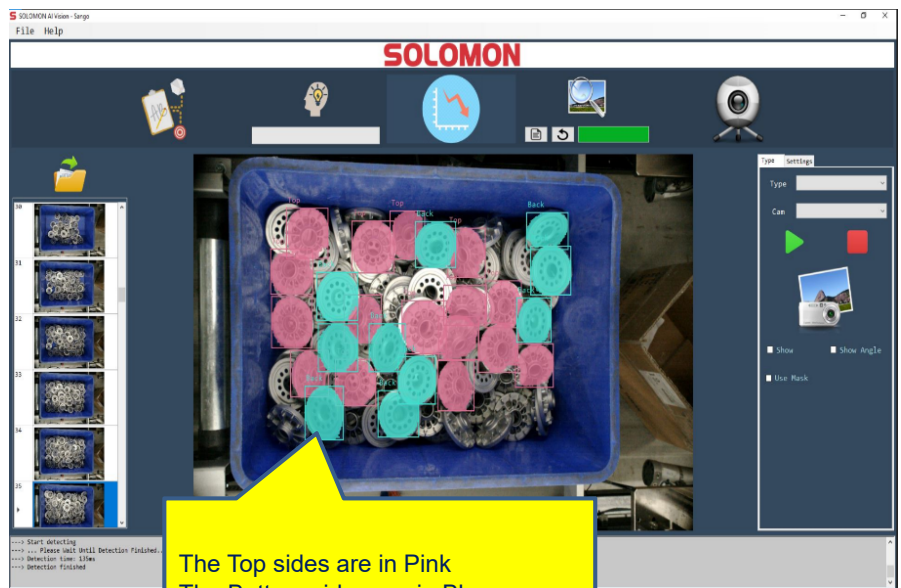 SOLOMON AI Vision - Sango
File Help
SOLOMON
Type Settings
Type
Cam
Show
Show Angle
Use Mask
30
31
32
33
34
35
Top
Top
Back
Top
Back
Back
Back
---> Start detecting
---> ... Please Wait Until Detection Finished..
---> Detection time: 135ms
---> Detection finished
The Top sides are in Pink